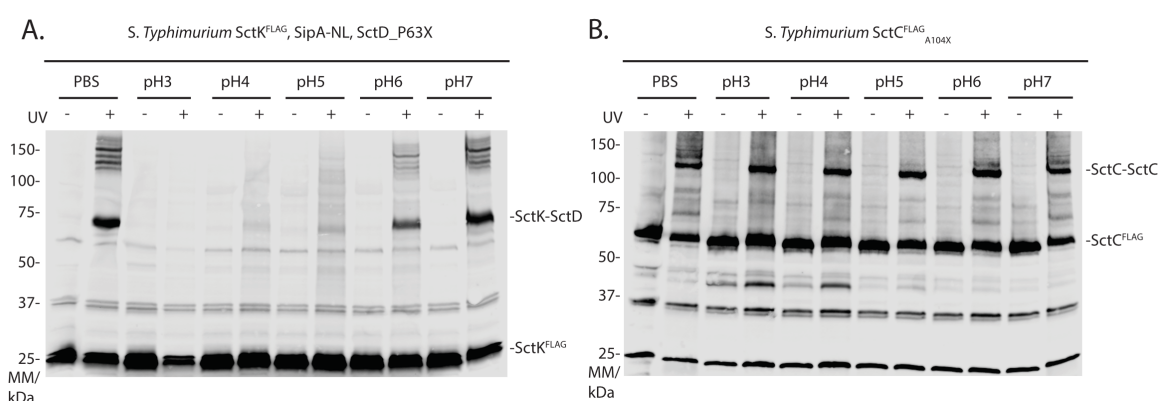 A.
S. Typhimurium SctK^FLAG, SipA-NL, SctD_P63X
PBS pH3 pH4 pH5 pH6 pH7
UV - + - + - + - + - + - +
150-
100-
75-
-SctK-SctD
50-
37-
-SctK^FLAG
25-
MM/
kDa
B.
S. Typhimurium SctC^FLAG_A104X
PBS pH3 pH4 pH5 pH6 pH7
UV - + - + - + - + - + - +
150-
-SctC-SctC
100-
75-
-SctC^FLAG
50-
37-
25-
MM/
kDa